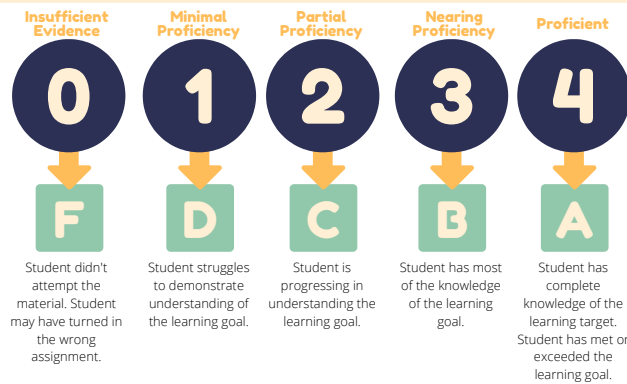 Insufficient
Evidence
0
F
Student didn't
attempt the
material. Student
may have turned in
the wrong
assignment.
Minimal
Proficiency
1
D
Student struggles
to demonstrate
understanding of
the learning goal.
Partial
Proficiency
2
C
Student is
progressing in
understanding the
learning goal.
Nearing
Proficiency
3
B
Student has most
of the knowledge
of the learning
goal.
Proficient
4
A
Student has
complete
knowledge of the
learning target.
Student has met or
exceeded the
learning goal.